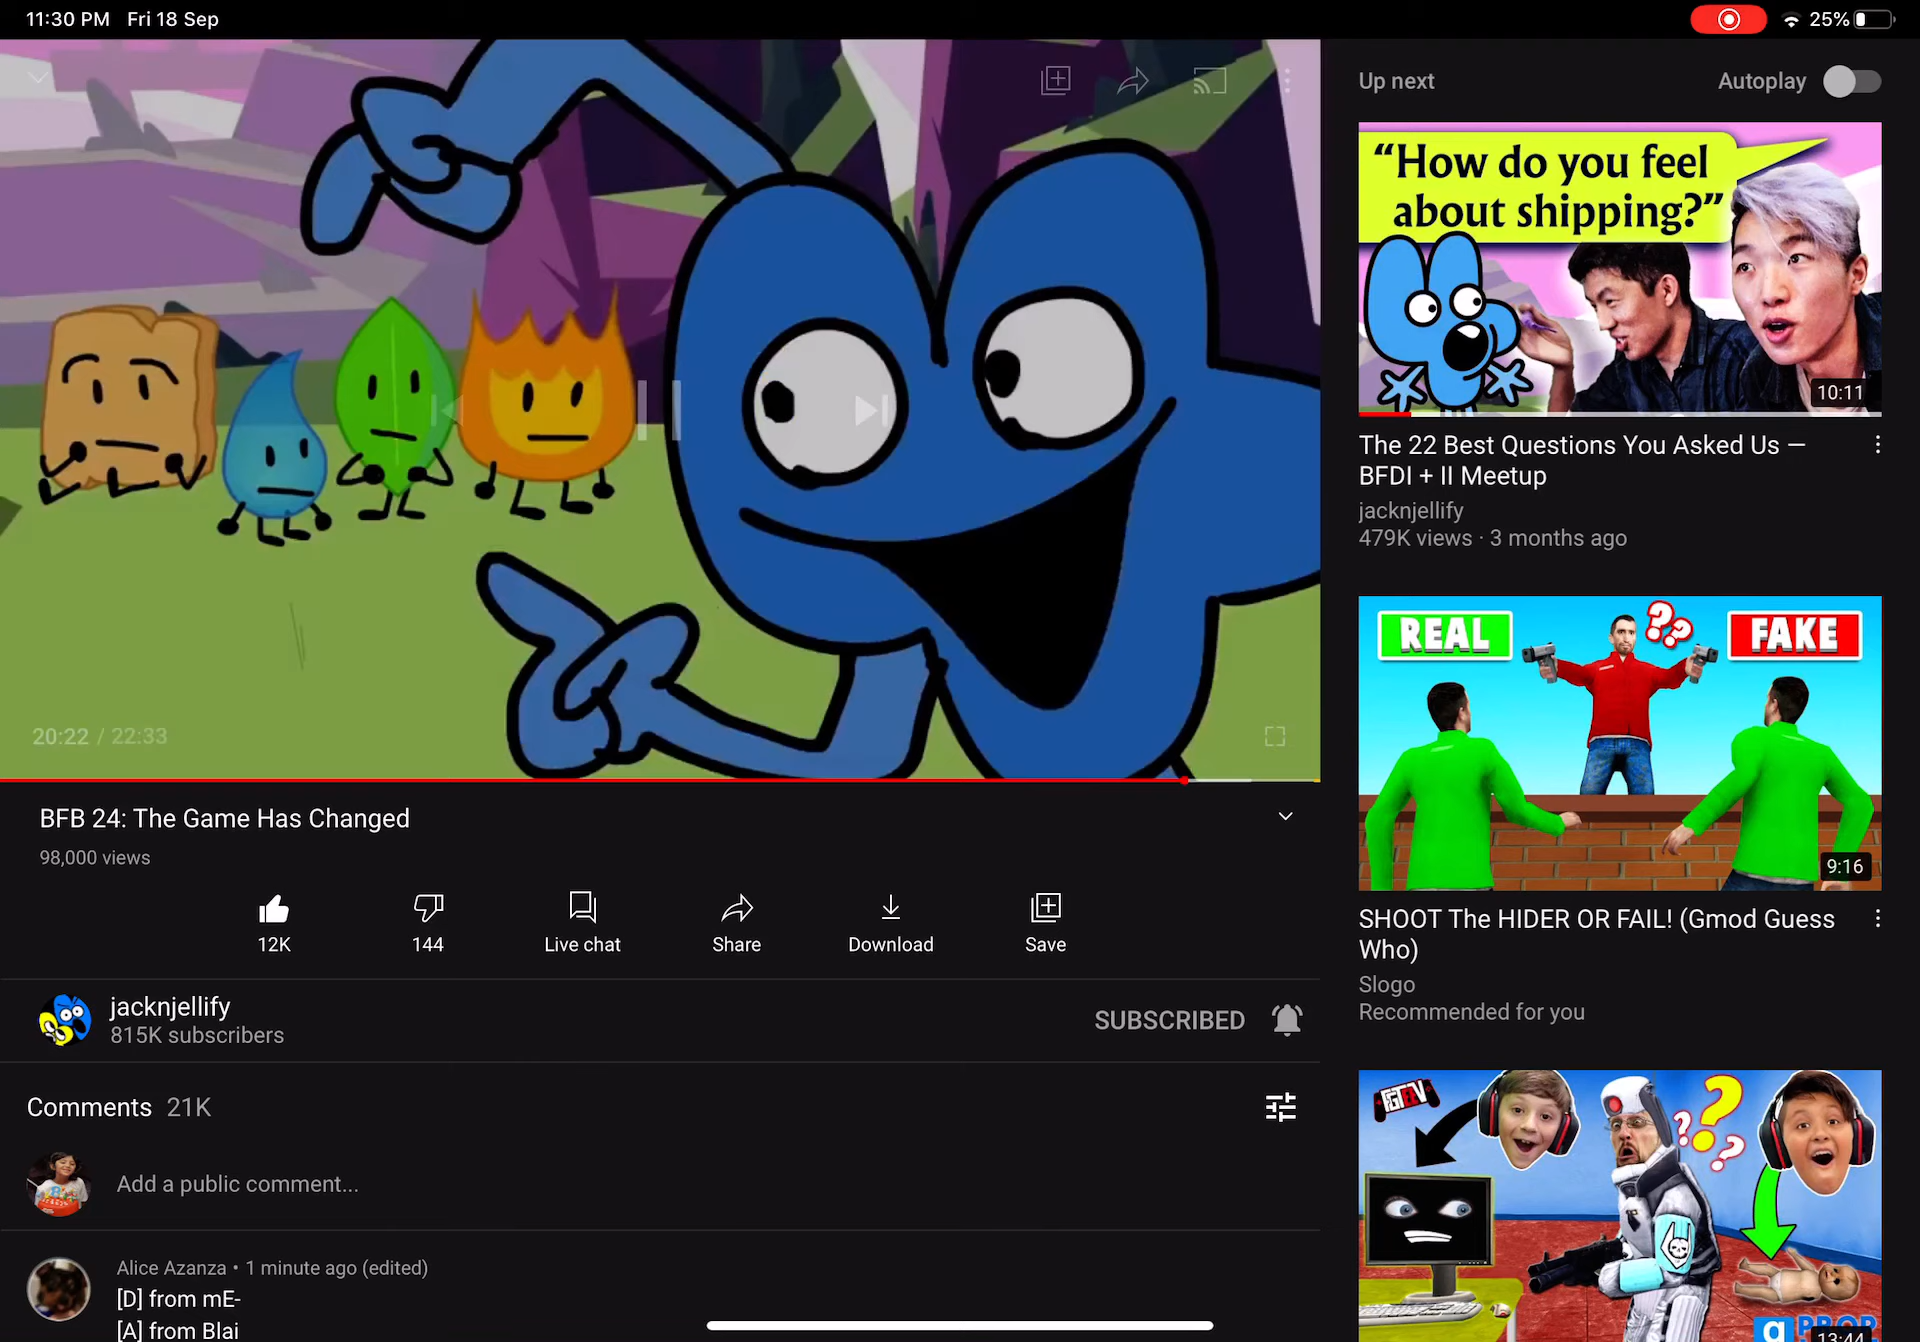 11:30 PM Fri 18 Sep
25%
20:22 / 22:33
BFB 24: The Game Has Changed
98,000 views
12K
144
Live chat
Share
Download
Save
jacknjellify
815K subscribers
SUBSCRIBED
Comments 21K
Add a public comment...
Alice Azanza • 1 minute ago (edited)
[D] from mE-
[A] from Blai
Up next
Autoplay
“How do you feel
about shipping?”
10:11
The 22 Best Questions You Asked Us —
BFDI + II Meetup
jacknjellify
479K views · 3 months ago
REAL
??
FAKE
9:16
SHOOT The HIDER OR FAIL! (Gmod Guess
Who)
Slogo
Recommended for you
FGTEEV
???
g PROP
13:44